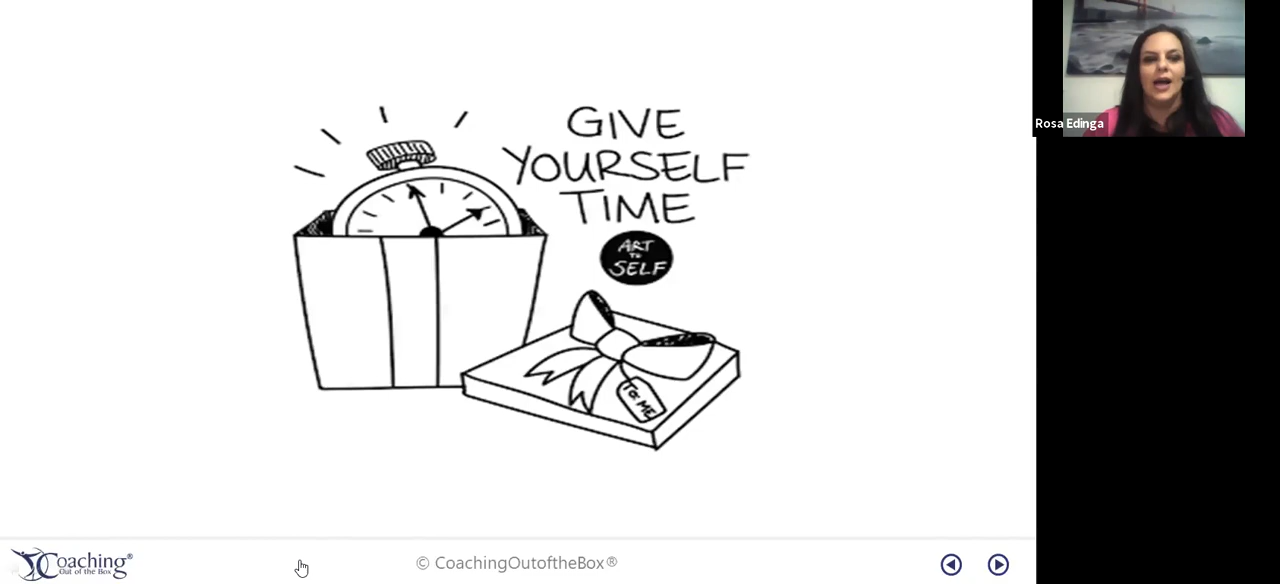 GIVE
YOURSELF
TIME
ART
TO
SELF
TO: ME
Rosa Edinga
Coaching®
Out of the Box
© CoachingOutoftheBox®